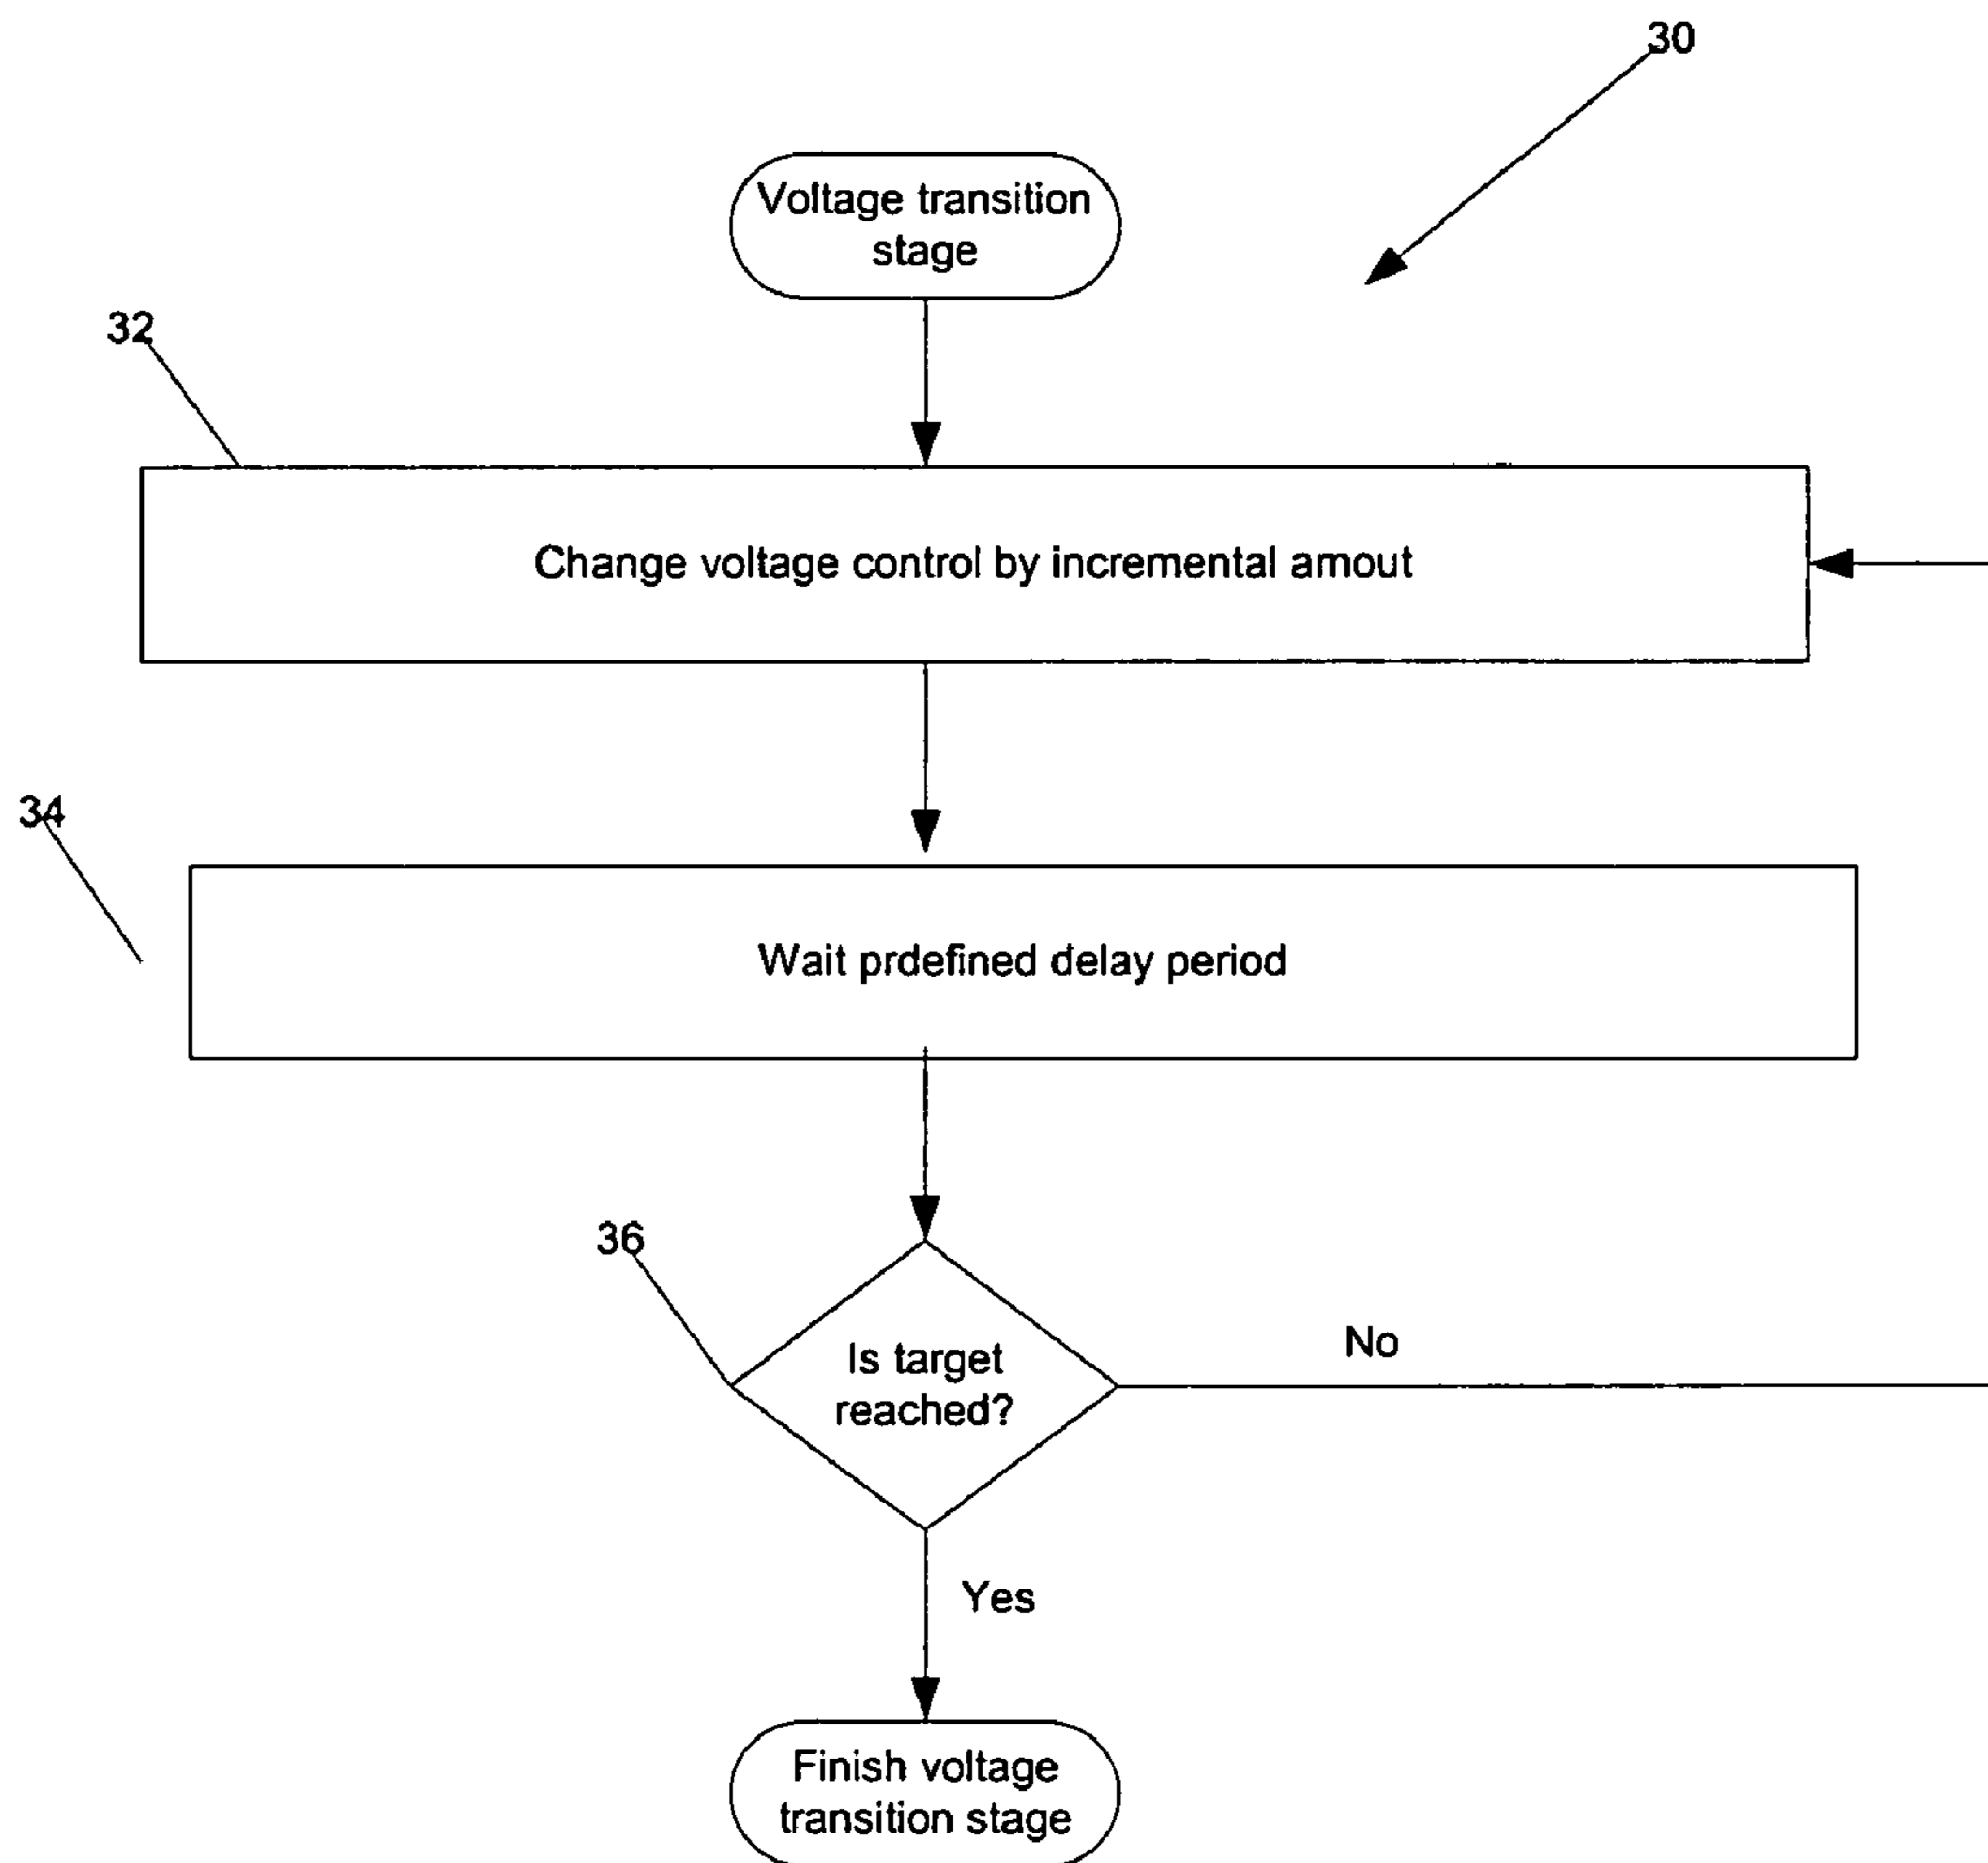 30
Voltage transition
stage
32
Change voltage control by incremental amout
34
Wait prdefined delay period
36
Is target
reached?
No
Yes
Finish voltage
transition stage